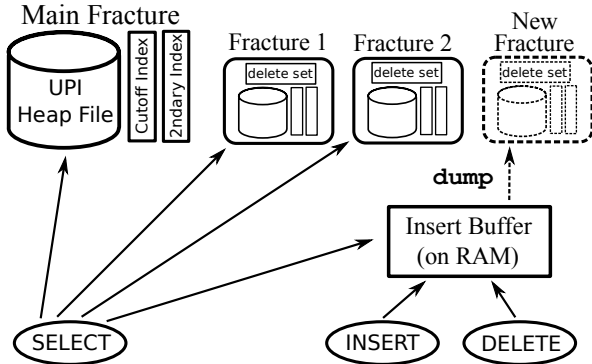 Main Fracture
UPI
Heap File
Cutoff Index
2ndary Index
Fracture 1
delete set
Fracture 2
delete set
New
Fracture
delete set
dump
Insert Buffer
(on RAM)
SELECT
INSERT
DELETE